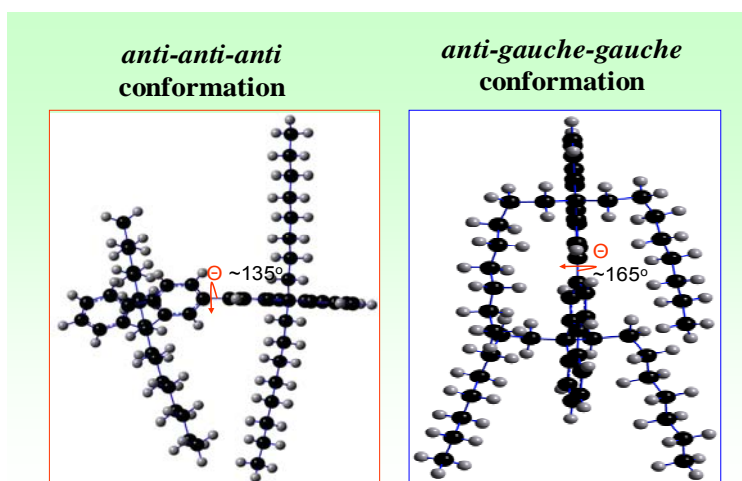 anti-anti-anti
conformation
anti-gauche-gauche
conformation
Θ ~135°
Θ
~165°